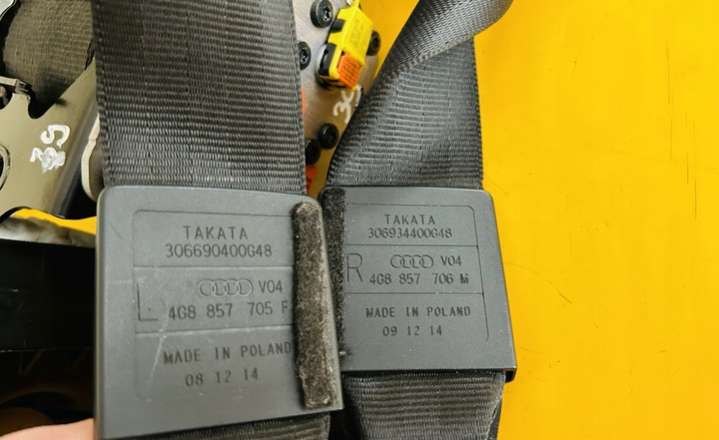 TAKATA
306690400G48
L V04
4G8 857 705 F
MADE IN POLAND
08 12 14
TAKATA
306934400G48
R V04
4G8 857 706 M
MADE IN POLAND
09 12 14